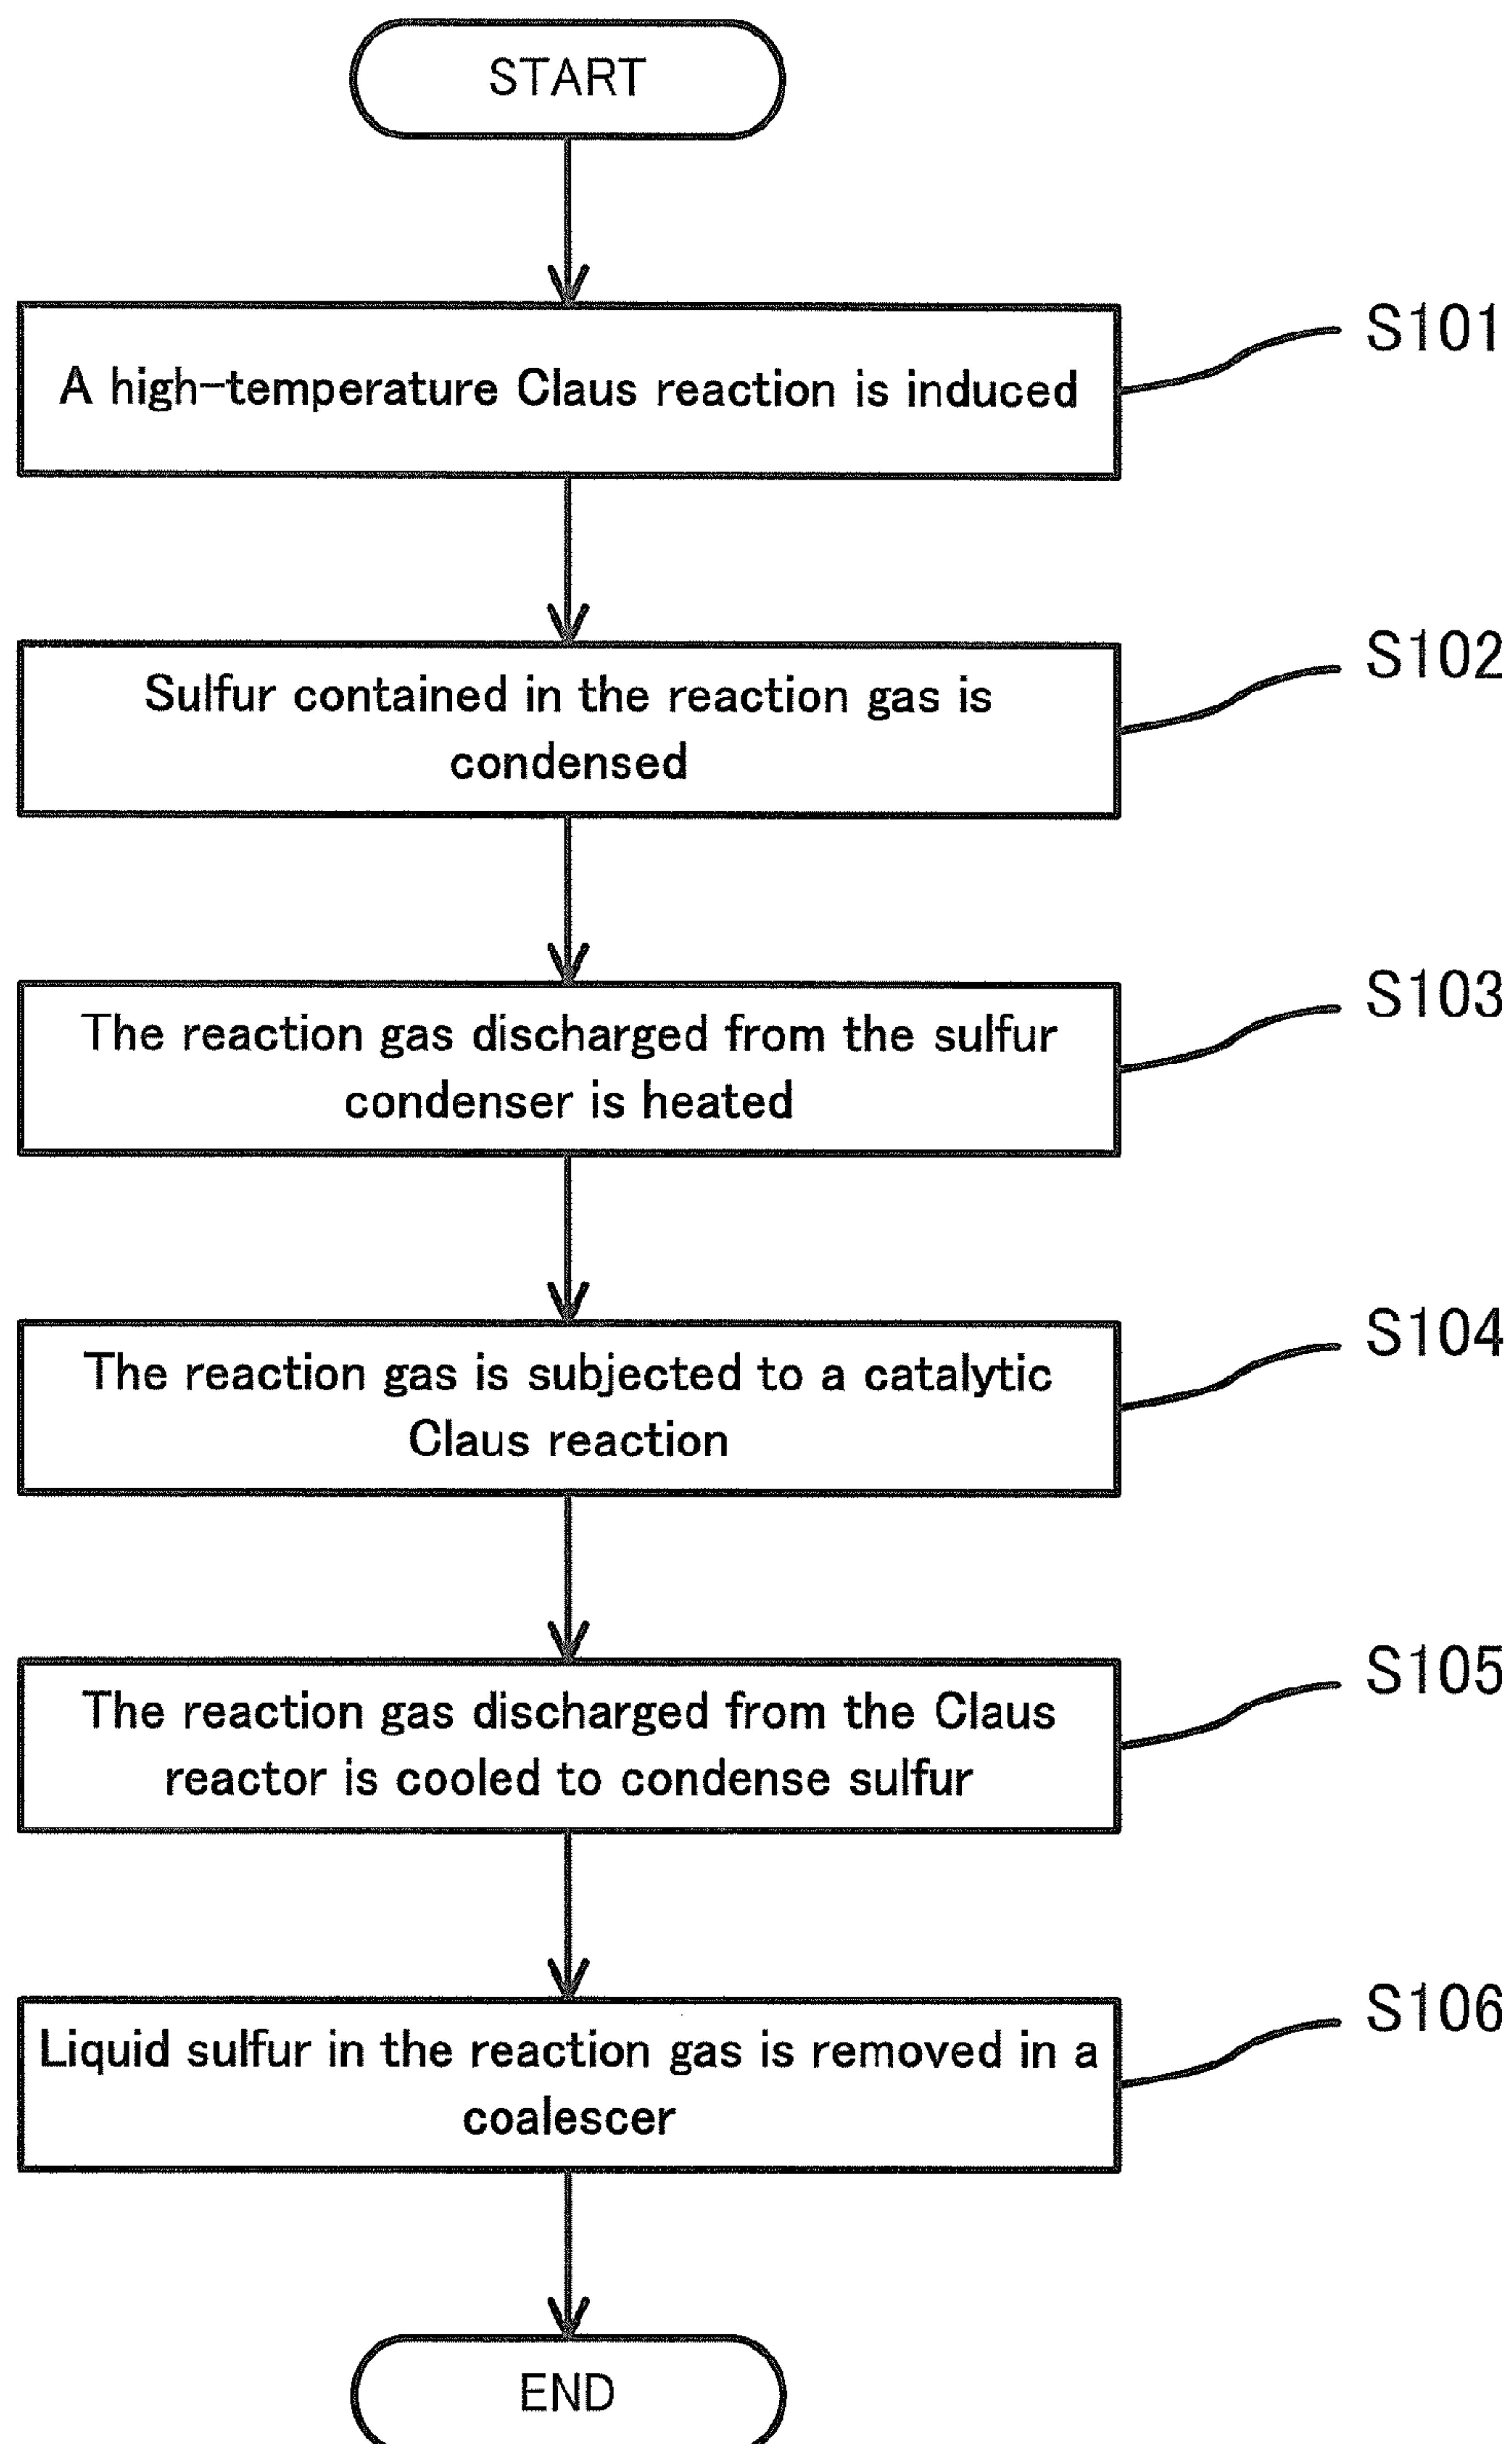 START
A high-temperature Claus reaction is induced
S101
Sulfur contained in the reaction gas is
condensed
S102
The reaction gas discharged from the sulfur
condenser is heated
S103
The reaction gas is subjected to a catalytic
Claus reaction
S104
The reaction gas discharged from the Claus
reactor is cooled to condense sulfur
S105
Liquid sulfur in the reaction gas is removed in a
coalescer
S106
END